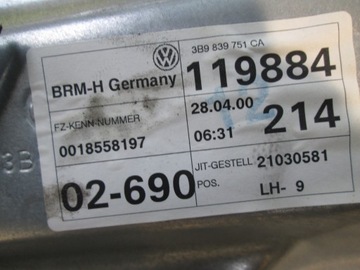 3B9 839 751 CA
BRM-H Germany
119884
FZ-KENN-NUMMER
28.04.00
06:31
214
0018558197
02-690
JIT-GESTELL 21030581
POS. LH- 9
3B
12